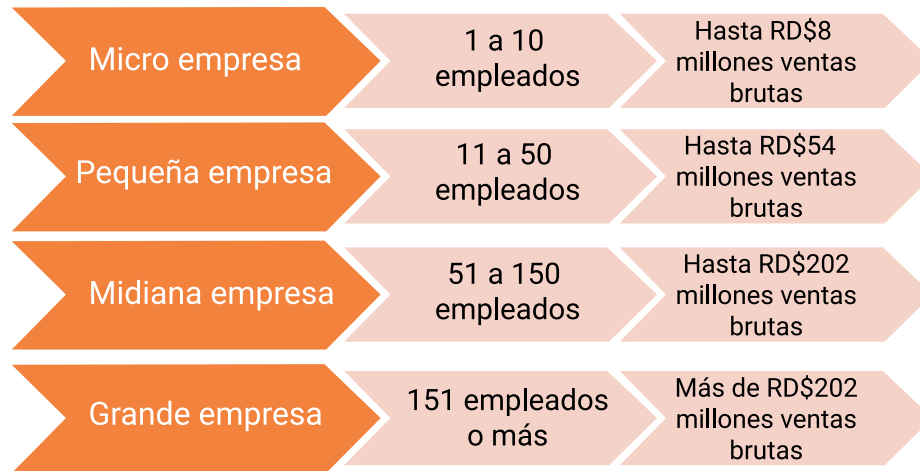 Micro empresa
1 a 10
empleados
Hasta RD$8
millones ventas
brutas
Pequeña empresa
11 a 50
empleados
Hasta RD$54
millones ventas
brutas
Midiana empresa
51 a 150
empleados
Hasta RD$202
millones ventas
brutas
Grande empresa
151 empleados
o más
Más de RD$202
millones ventas
brutas